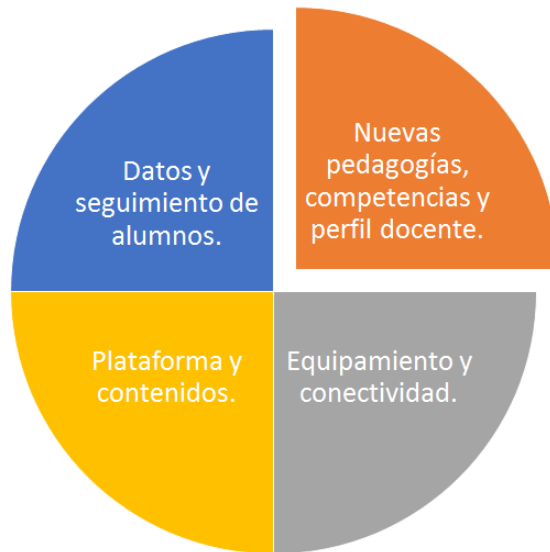 Datos y
seguimiento de
alumnos.
Nuevas
pedagogías,
competencias y
perfil docente.
Plataforma y
contenidos.
Equipamiento y
conectividad.